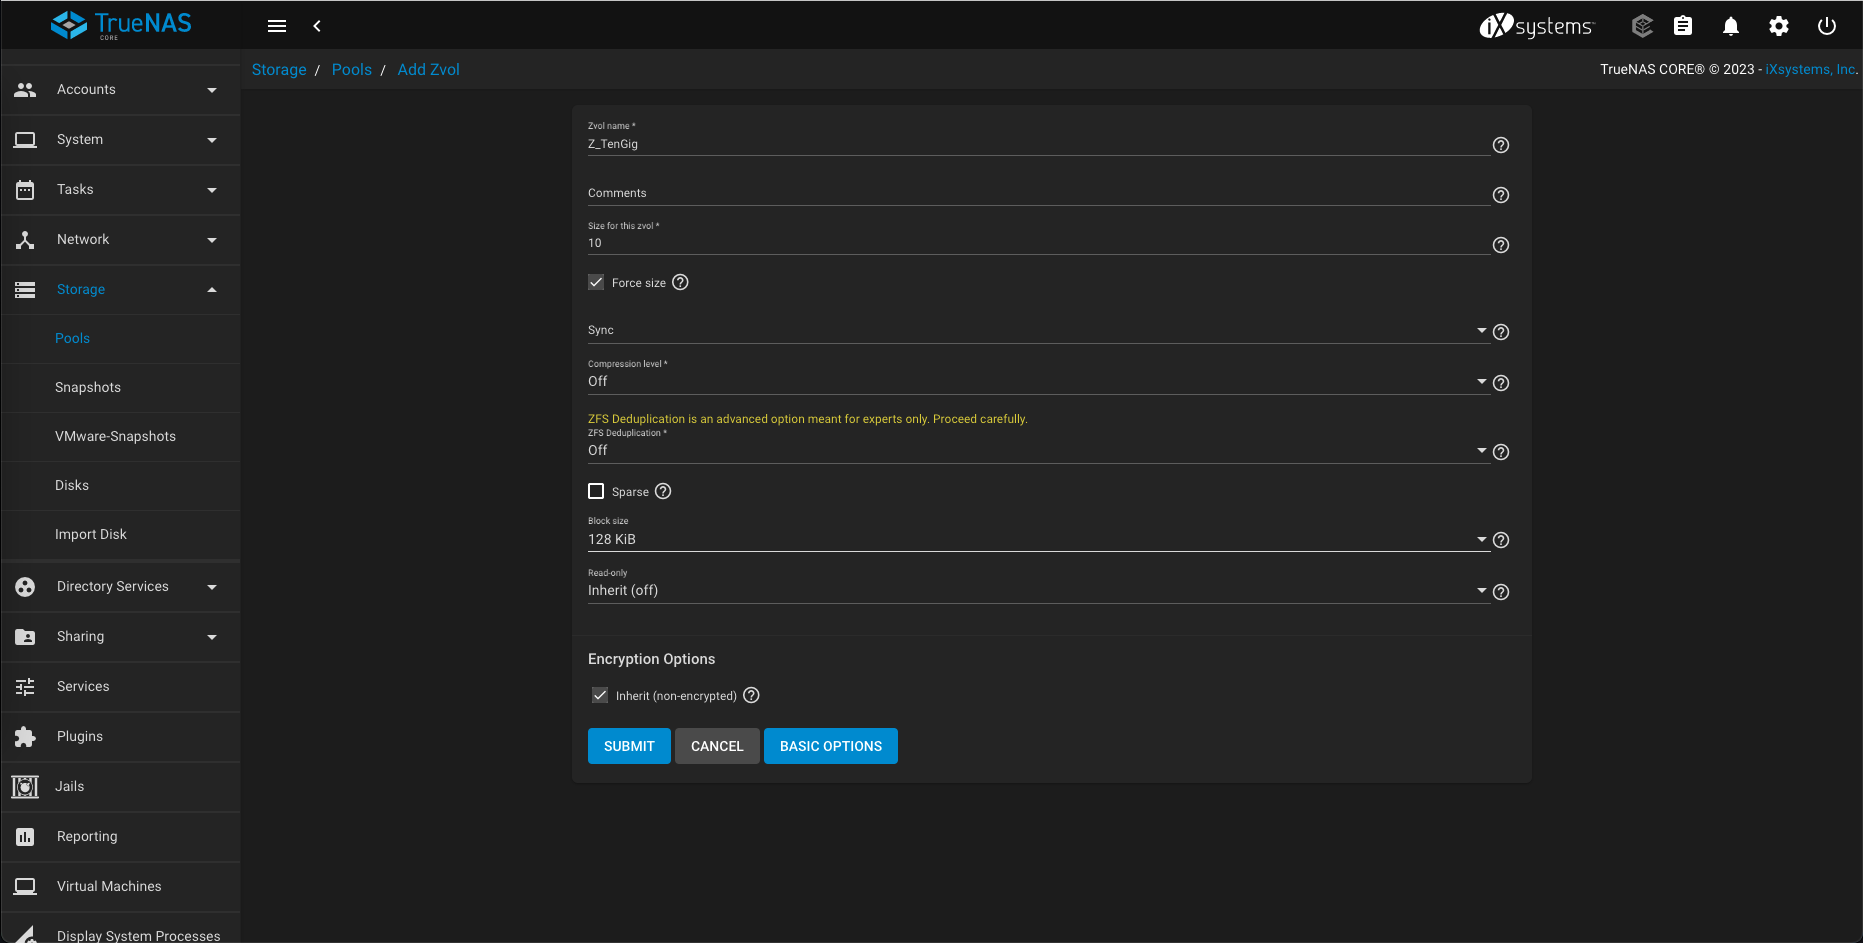 TrueNAS
CORE
iXsystems™
Storage / Pools / Add Zvol
TrueNAS CORE® © 2023 - iXsystems, Inc.
Accounts
System
Tasks
Network
Storage
Pools
Snapshots
VMware-Snapshots
Disks
Import Disk
Directory Services
Sharing
Services
Plugins
Jails
Reporting
Virtual Machines
Display System Processes
Zvol name *
Z_TenGig
Comments
Size for this zvol *
10
Force size
Sync
Compression level *
Off
ZFS Deduplication is an advanced option meant for experts only. Proceed carefully.
ZFS Deduplication *
Off
Sparse
Block size
128 KiB
Read-only
Inherit (off)
Encryption Options
Inherit (non-encrypted)
SUBMIT CANCEL BASIC OPTIONS